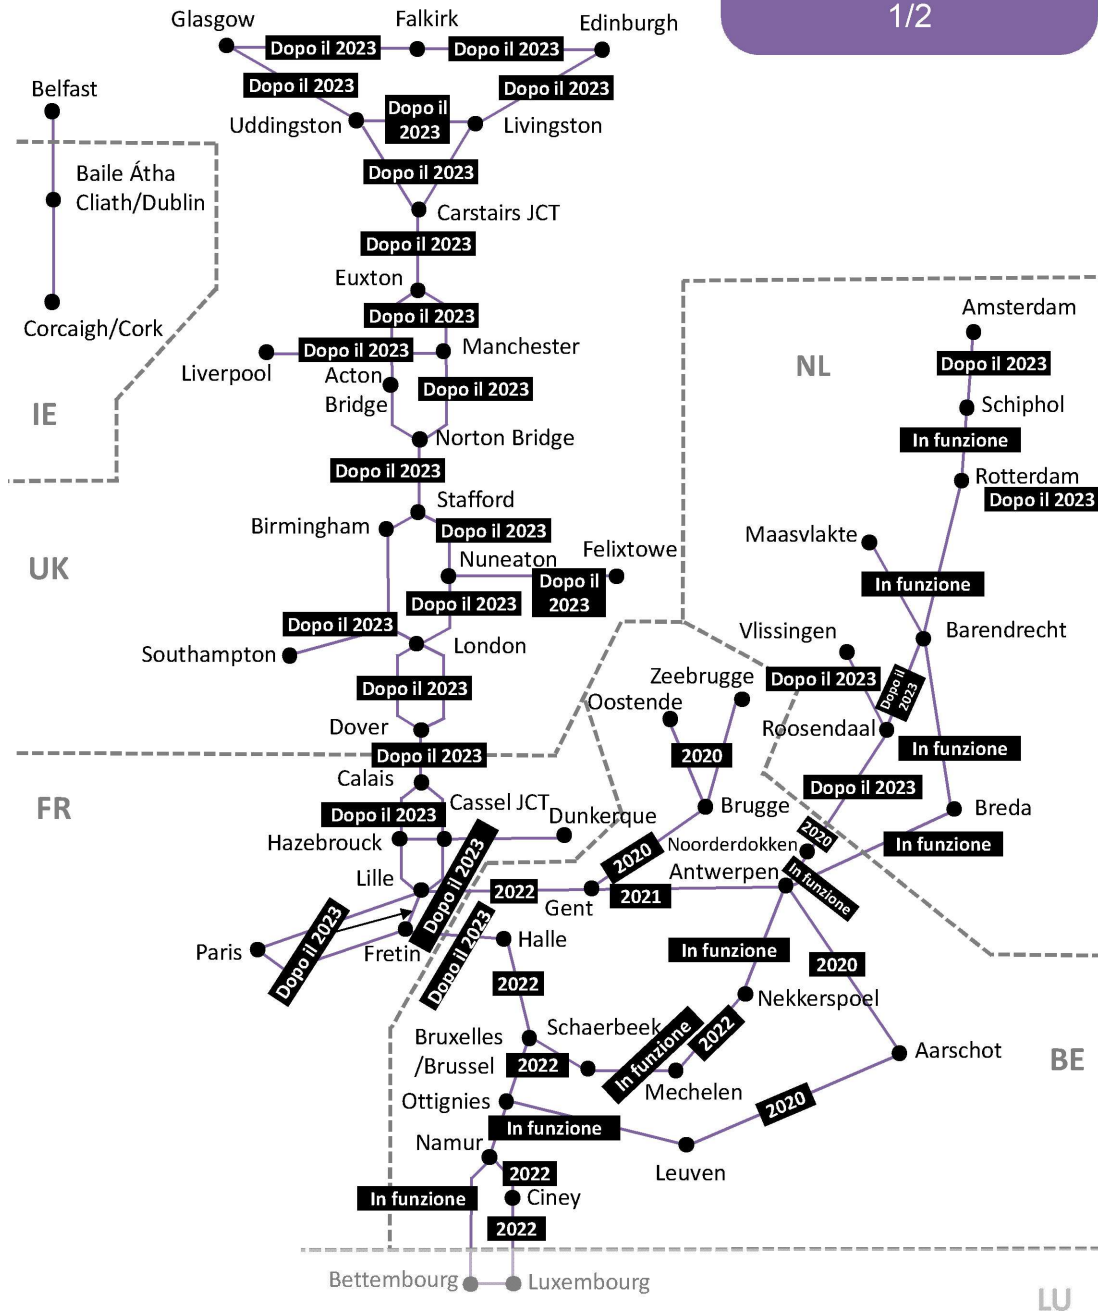 1/2
Glasgow
Falkirk
Edinburgh
Dopo il 2023
Dopo il 2023
Dopo il 2023
Dopo il 2023
Belfast
Uddingston
Dopo il
2023
Livingston
Baile Átha
Cliath/Dublin
Dopo il 2023
Carstairs JCT
Dopo il 2023
Corcaigh/Cork
Euxton
Dopo il 2023
Liverpool
Dopo il 2023
Manchester
Acton
Bridge
Dopo il 2023
IE
Norton Bridge
Dopo il 2023
Stafford
Birmingham
Dopo il 2023
UK
Nuneaton
Felixtowe
Dopo il
2023
Dopo il 2023
Dopo il 2023
Southampton
London
Dopo il 2023
Dover
Dopo il 2023
NL
Amsterdam
Dopo il 2023
Schiphol
In funzione
Rotterdam
Dopo il 2023
Maasvlakte
In funzione
Barendrecht
Vlissingen
Dopo il 2023
Dopo il
2023
Roosendaal
In funzione
Dopo il 2023
Breda
In funzione
Zeebrugge
Oostende
2020
Brugge
2020
Noorderdokken
2020
Antwerpen
In funzione
FR
Calais
Dopo il 2023
Cassel JCT
Dunkerque
Hazebrouck
Dopo il 2023
Lille
2022
Gent
2021
Paris
Dopo il 2023
Fretin
Dopo il 2023
Halle
In funzione
2020
2022
Nekkerspoel
Bruxelles
/Brussel
Schaerbeek
In funzione
2022
2022
Mechelen
Aarschot
BE
Ottignies
2020
In funzione
Namur
Leuven
2022
In funzione
Ciney
2022
Bettembourg
Luxembourg
LU